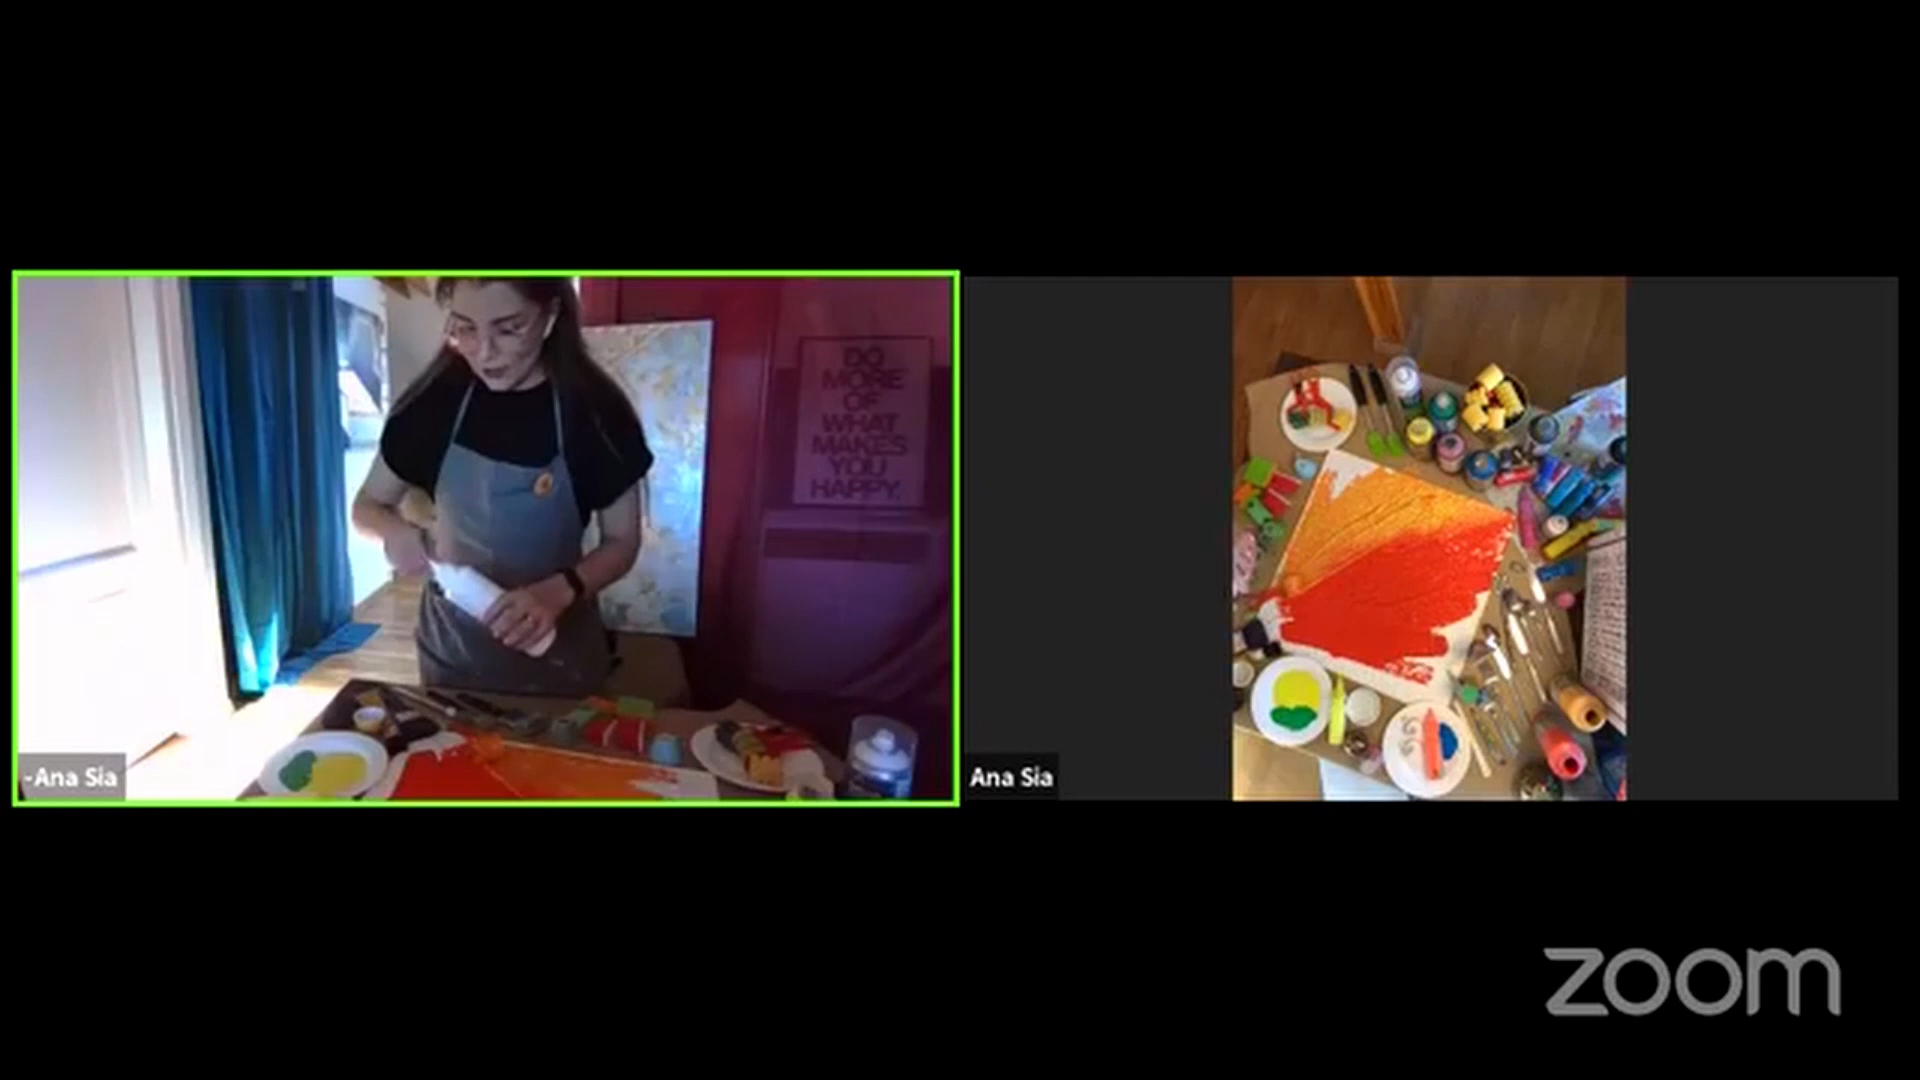 DO
MORE
OF
WHAT
MAKES
YOU
HAPPY.
-Ana Sia
Ana Sia
zoom